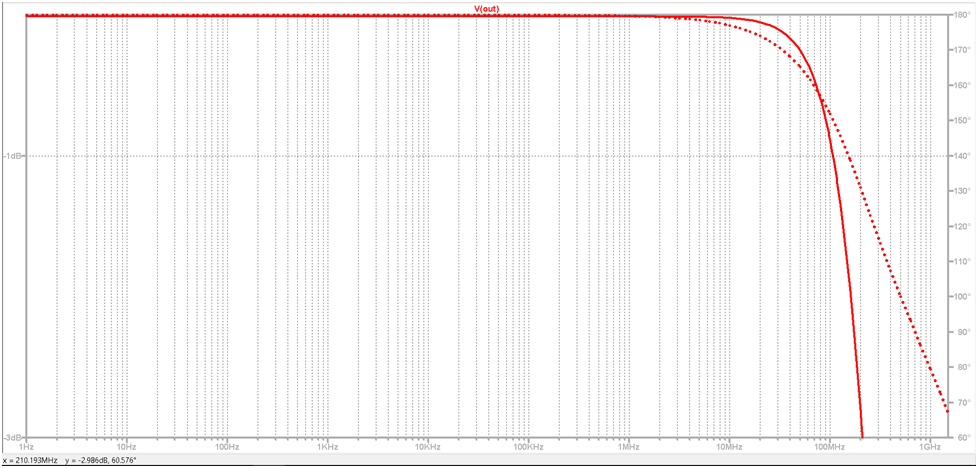 V(out)
180°
170°
160°
150°
-1dB
140°
130°
120°
110°
100°
90°
80°
70°
-3dB
60°
1Hz 10Hz 100Hz 1KHz 10KHz 100KHz 1MHz 10MHz 100MHz 1GHz
x = 210.193MHz y = -2.986dB, 60.576°